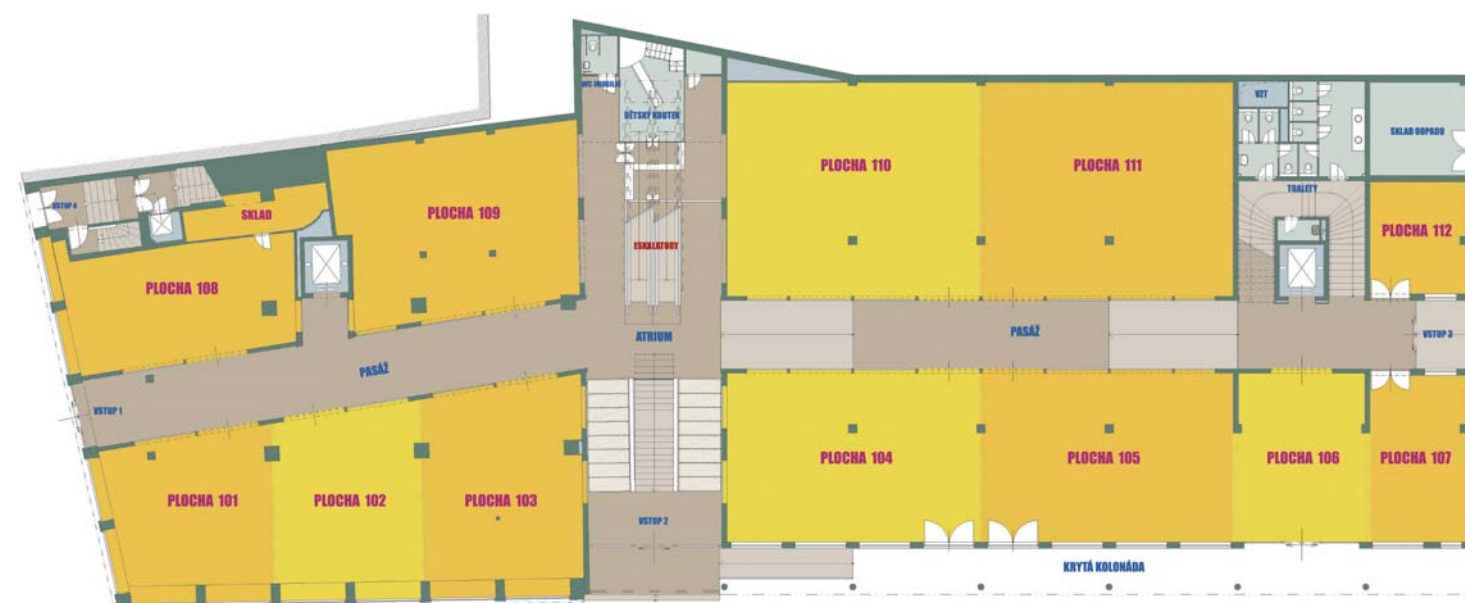 WC IMOBILNÍ
DĚTSKÝ KOUTEK
VZT
SKLAD ODPADU
PLOCHA 110
PLOCHA 111
TOALETY
VSTUP 4
SKLAD
PLOCHA 109
PLOCHA 112
ESKALÁTORY
PLOCHA 108
ATRIUM
PASÁŽ
VSTUP 3
PASÁŽ
VSTUP 1
PLOCHA 104
PLOCHA 105
PLOCHA 106
PLOCHA 107
PLOCHA 101
PLOCHA 102
PLOCHA 103
VSTUP 2
KRYTÁ KOLONÁDA